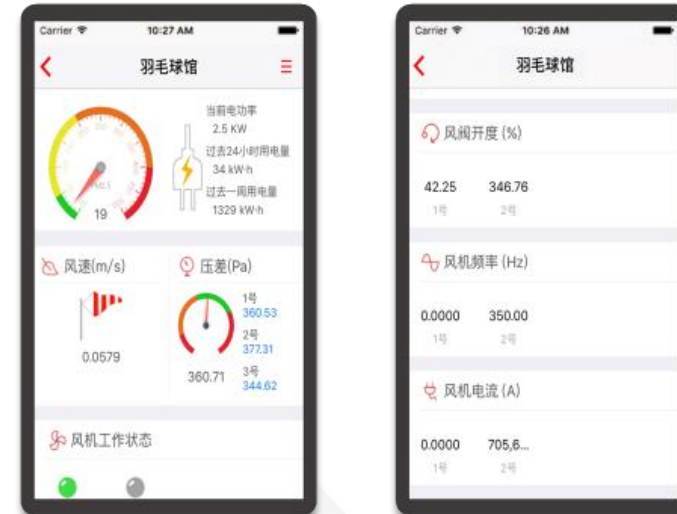 Carrier
10:27 AM
羽毛球馆
PM2.5
19
当前电功率
2.5 KW
过去24小时用电量
34 kW·h
过去一周用电量
1329 kW·h
风速(m/s)
0.0579
压差(Pa)
360.71
1号
360.53
2号
377.31
3号
344.62
风机工作状态
Carrier
10:26 AM
羽毛球馆
风阀开度 (%)
42.25 346.76
1号 2号
风机频率 (Hz)
0.0000 350.00
1号 2号
风机电流 (A)
0.0000 705,6...
1号 2号